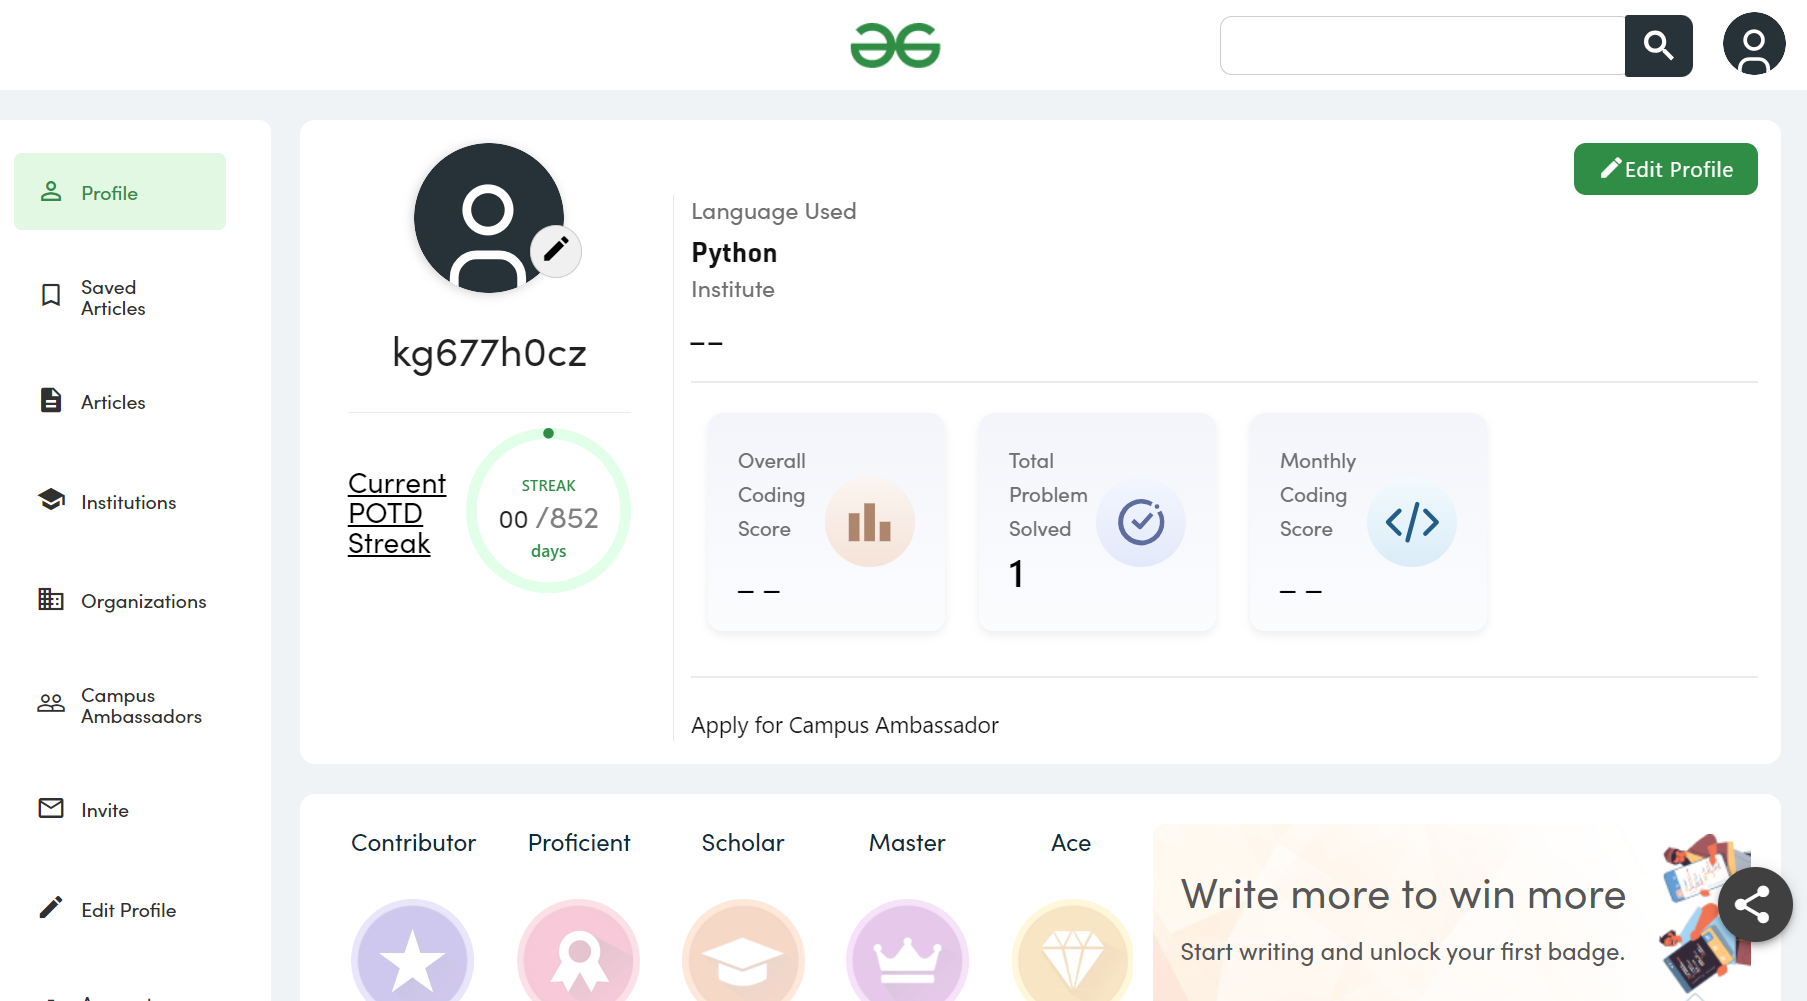 Profile
Saved
Articles
Articles
Institutions
Organizations
Campus
Ambassadors
Invite
Edit Profile
kg677h0cz
Current
POTD
Streak
STREAK
00 /852
days
Edit Profile
Language Used
Python
Institute
--
Overall
Coding
Score
_ _
Total
Problem
Solved
1
Monthly
Coding
Score
_ _
Apply for Campus Ambassador
Contributor
Proficient
Scholar
Master
Ace
Write more to win more
Start writing and unlock your first badge.